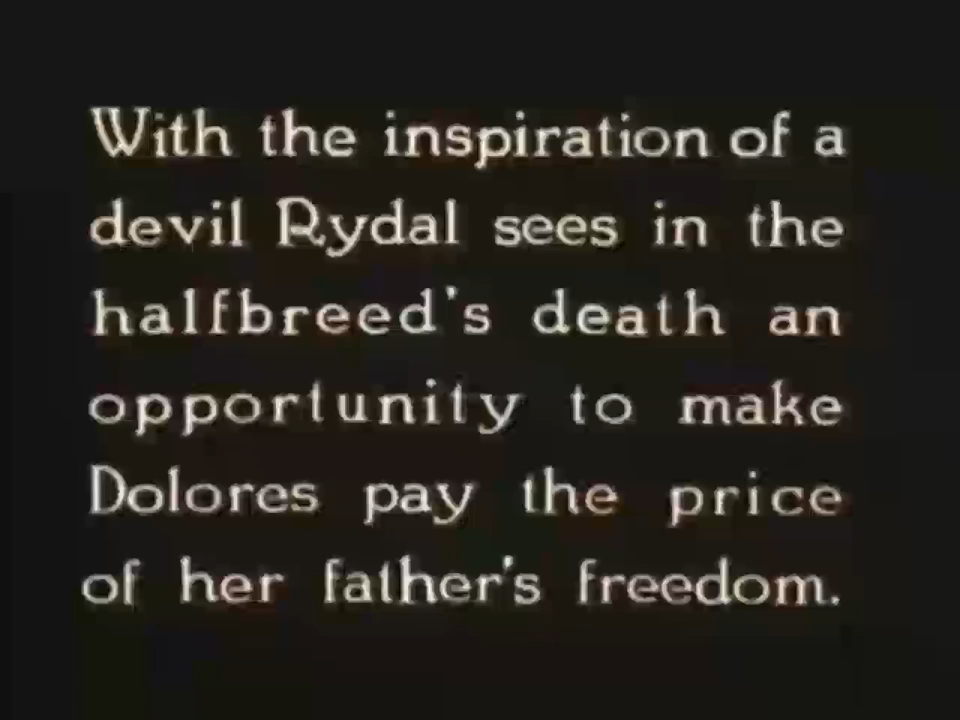 With the inspiration of a
devil Rydal sees in the
halfbreed's death an
opportunity to make
Dolores pay the price
of her father's freedom.